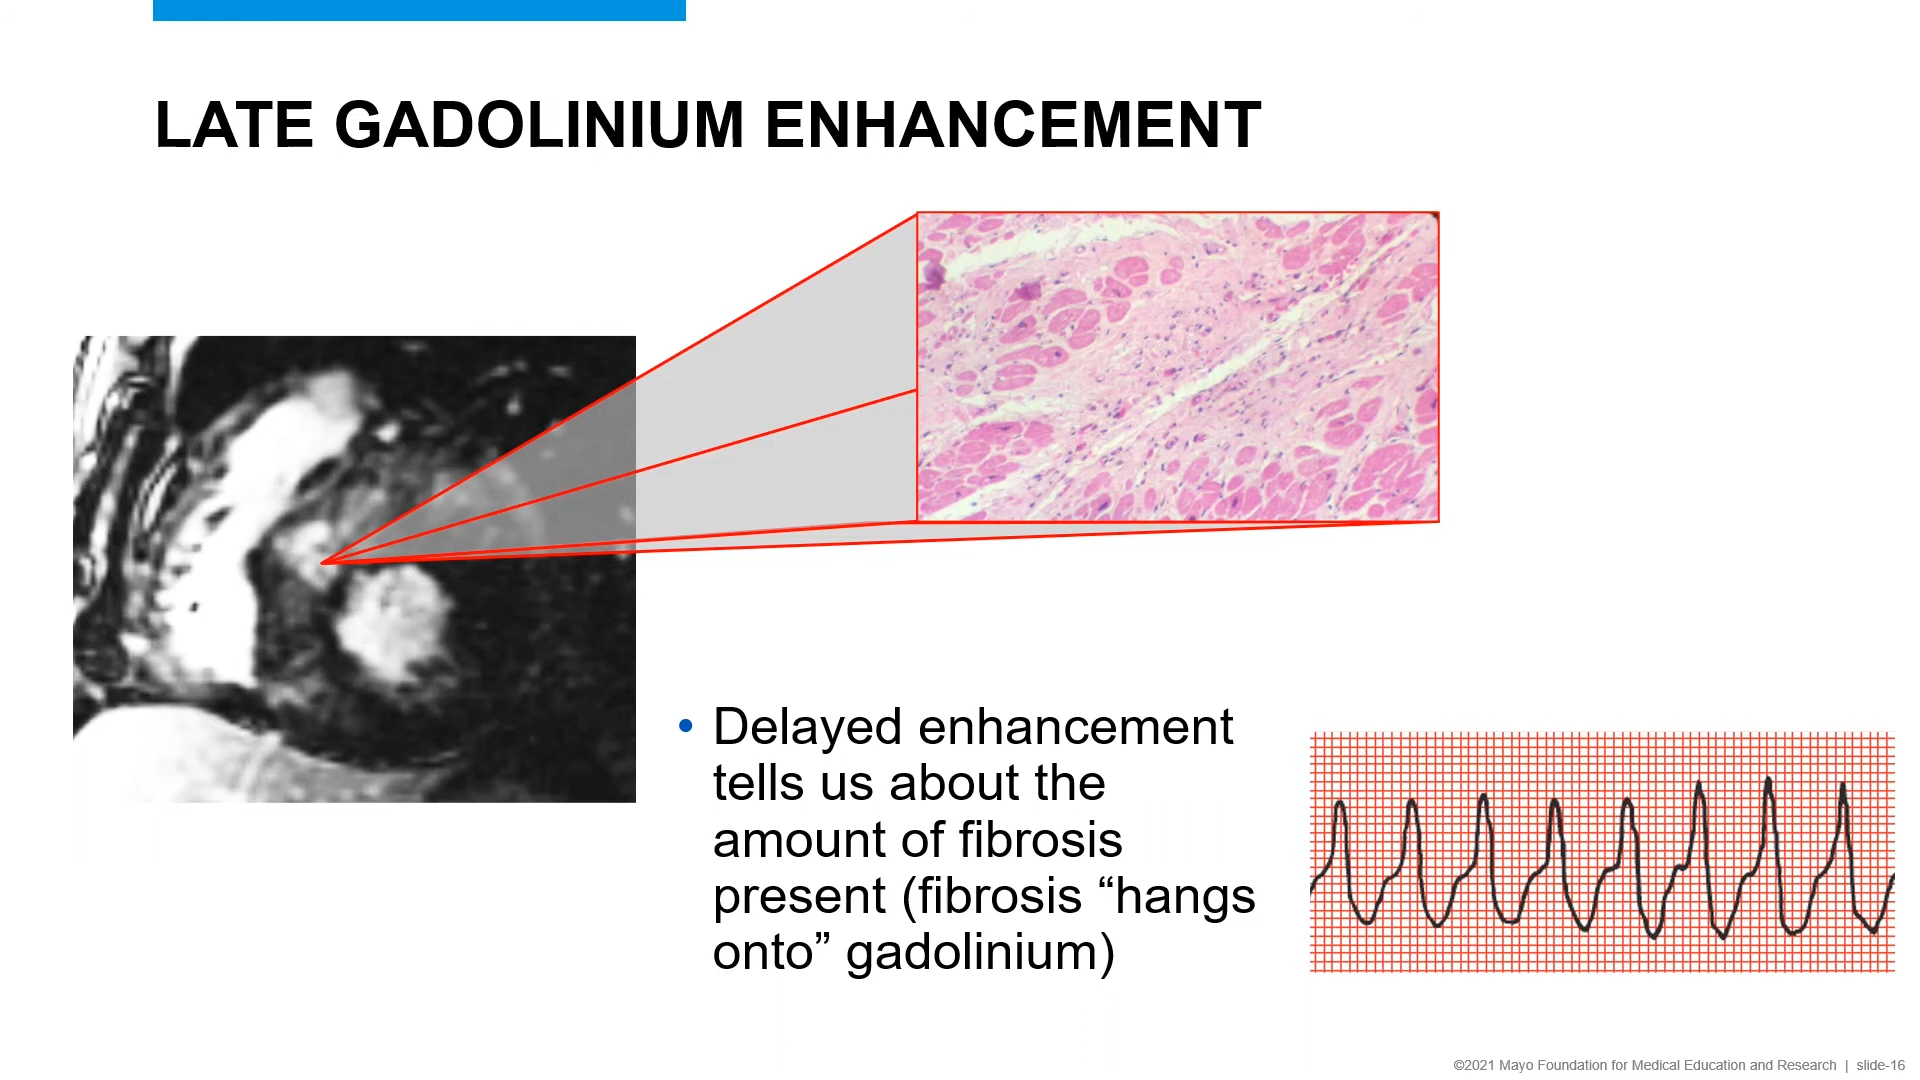 LATE GADOLINIUM ENHANCEMENT
• Delayed enhancement
tells us about the
amount of fibrosis
present (fibrosis “hangs
onto” gadolinium)
©2021 Mayo Foundation for Medical Education and Research | slide-16